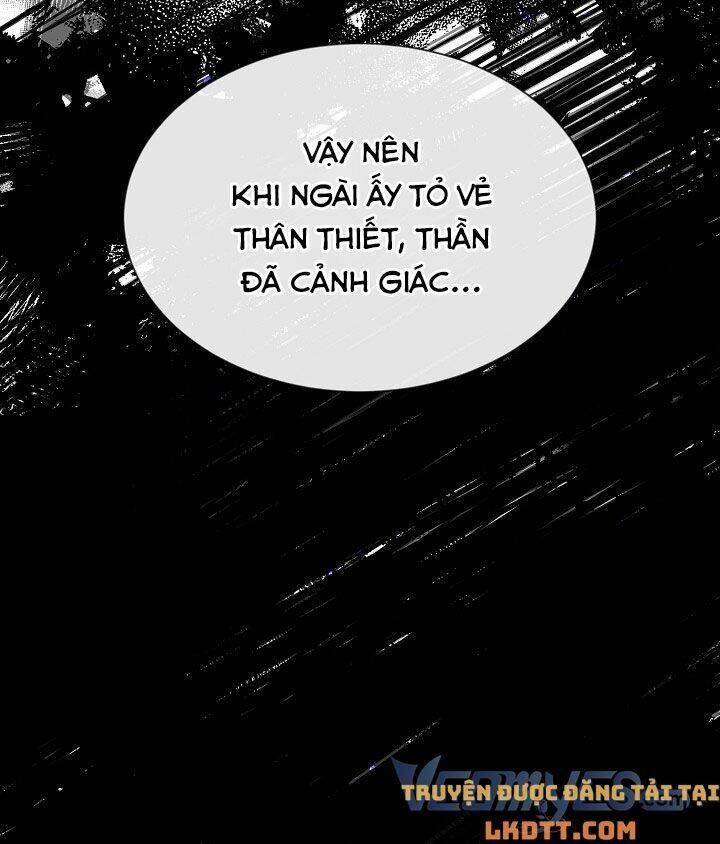 VẬY NÊN
KHI NGÀI ẤY TỎ VẺ
THÂN THIẾT, THẦN
ĐÃ CẢNH GIÁC...
TRUYỆN ĐƯỢC ĐĂNG TẢI TẠI
LKDTT.COM